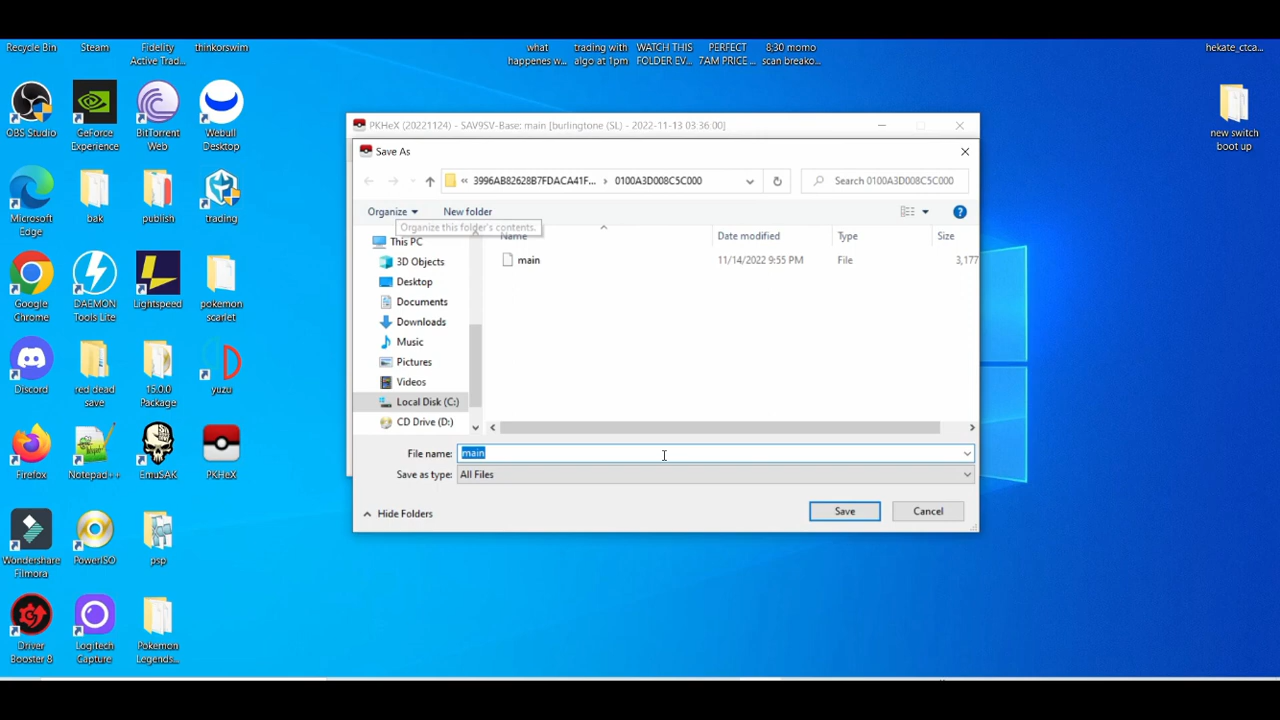 Recycle Bin
Steam
Fidelity
Active Trad...
thinkorswim
what
happenes w...
trading with
algo at 1pm
WATCH THIS
FOLDER EV...
PERFECT
7AM PRICE ...
8:30 momo
scan breako...
hekate_ctca...
OBS Studio
GeForce
Experience
BitTorrent
Web
Webull
Desktop
new switch
boot up
Microsoft
Edge
bak
publish
trading
Google
Chrome
DAEMON
Tools Lite
Lightspeed
pokemon
scarlet
Discord
red dead
save
15.0.0
Package
yuzu
Firefox
Notepad++
EmuSAK
PKHeX
Wondershare
Filmora
PowerISO
psp
Driver
Booster 8
Logitech
Capture
Pokemon
Legends...
PKHeX (20221124) - SAV9SV-Base: main [burlingtone (SL) - 2022-11-13 03:36:00]
Save As
« 3996AB82628B7FDACA41F... › 0100A3D008C5C000
Search 0100A3D008C5C000
Organize
New folder
Organize this folder's contents.
Name
Date modified
Type
Size
main
11/14/2022 9:55 PM
File
3,177
This PC
3D Objects
Desktop
Documents
Downloads
Music
Pictures
Videos
Local Disk (C:)
CD Drive (D:)
File name:
main
Save as type:
All Files
Hide Folders
Save
Cancel